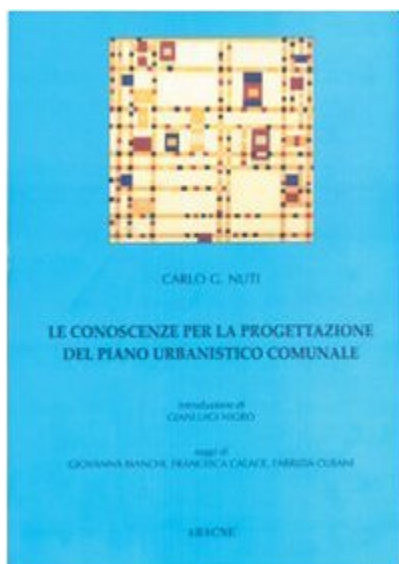 CARLO G. NUTI
LE CONOSCENZE PER LA PROGETTAZIONE
DEL PIANO URBANISTICO COMUNALE
introduzione di
GIANLUIGI NIGRO
saggi di
GIOVANNA BIANCHI, FRANCESCA CALACE, FABRIZIA
ARACNE